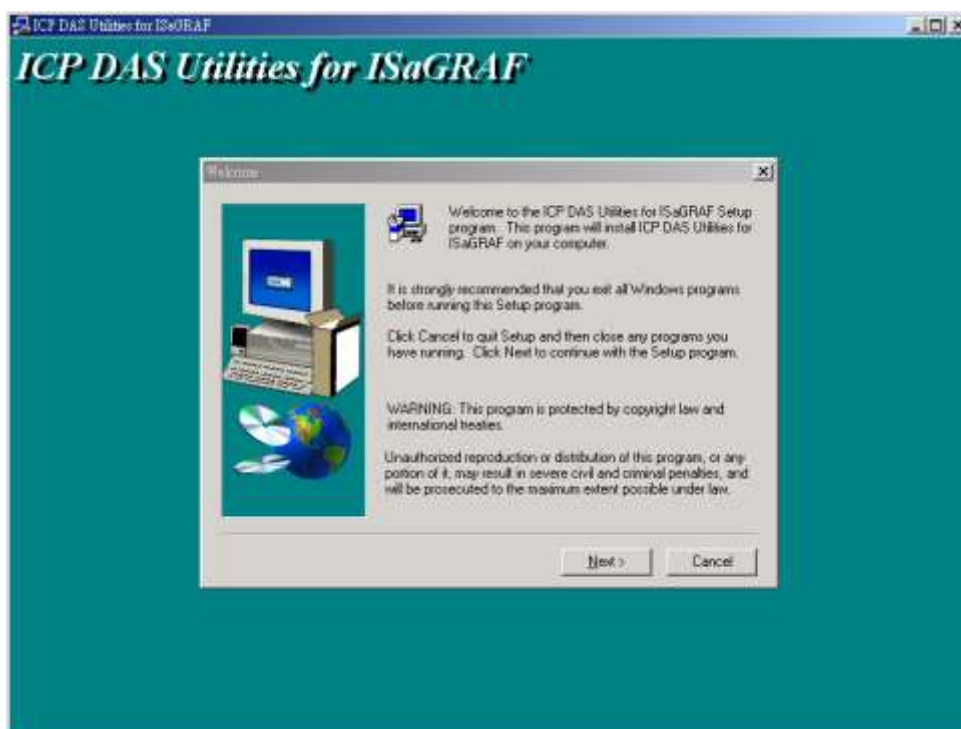 ICP DAS Utilities for ISaGRAF
ICP DAS Utilities for ISaGRAF
Welcome
Welcome to the ICP DAS Utilities for ISaGRAF Setup
program. This program will install ICP DAS Utilities for
ISaGRAF on your computer.
It is strongly recommended that you exit all Windows programs
before running this Setup program.
Click Cancel to quit Setup and then close any programs you
have running. Click Next to continue with the Setup program.
WARNING: This program is protected by copyright law and
international treaties.
Unauthorized reproduction or distribution of this program, or any
portion of it, may result in severe civil and criminal penalties, and
will be prosecuted to the maximum extent possible under law.
Next >
Cancel